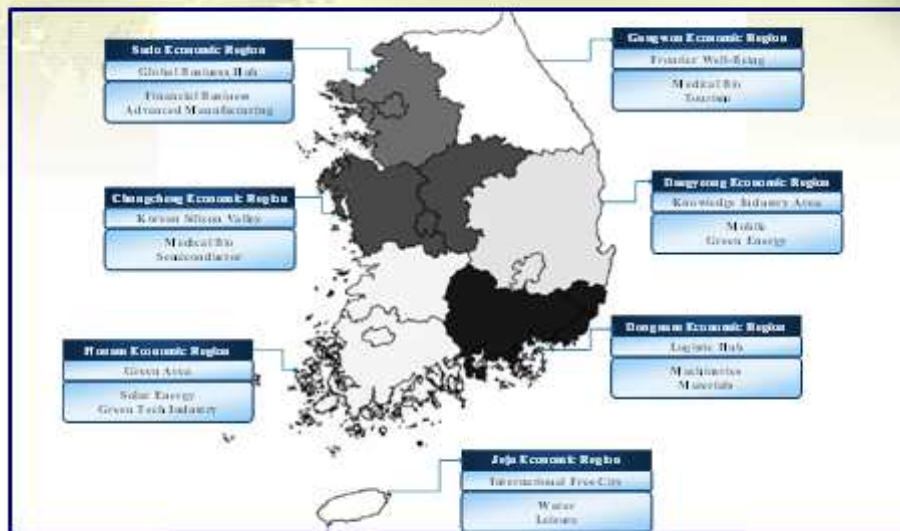 Sudo Economic Region
Global Business Hub
Financial Business
Advanced Manufacturing
Gangwon Economic Region
Frontier Well-Being
Medical Bio
Tourism
Chungcheong Economic Region
Korean Silicon Valley
Medical Bio
Semiconductor
Daegyeong Economic Region
Knowledge Industry Area
Mobile
Green Energy
Honam Economic Region
Green Area
Solar Energy
Green Tech Industry
Dongnam Economic Region
Logistic Hub
Machineries
Materials
Jeju Economic Region
International Free City
Water
Leisure